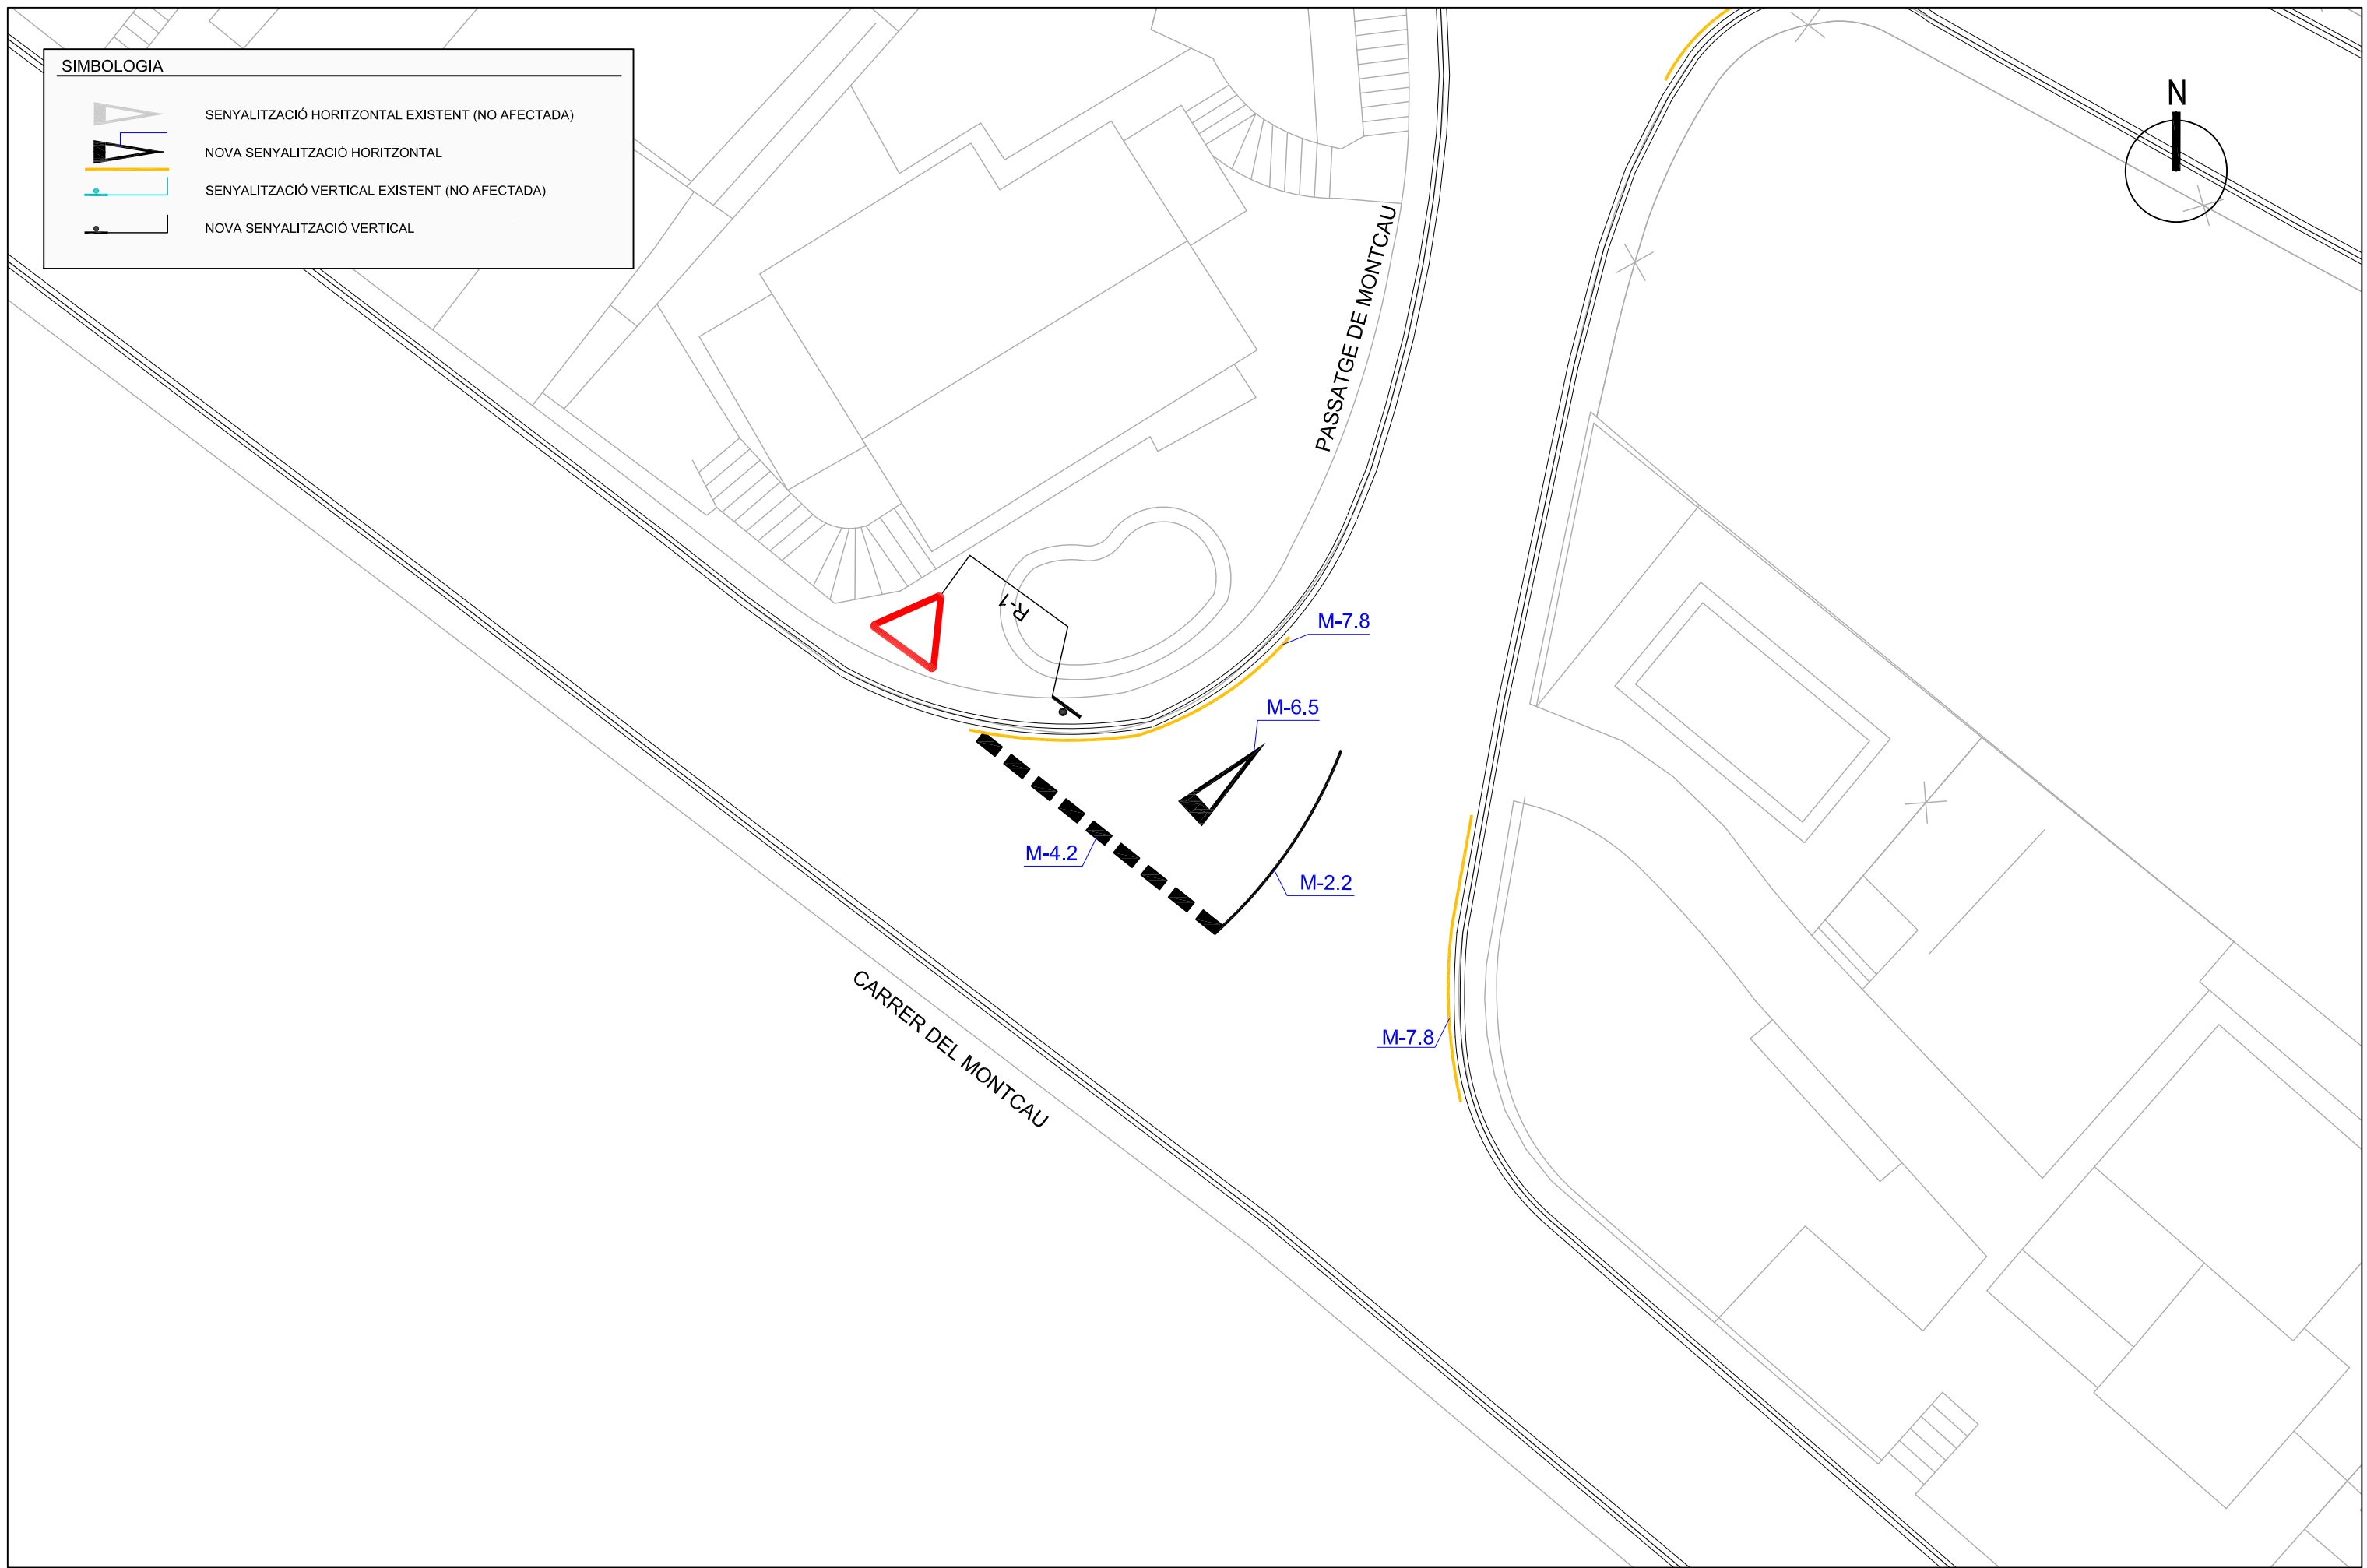 SIMBOLOGIA
SENYALITZACIÓ HORITZONTAL EXISTENT (NO AFECTADA)
NOVA SENYALITZACIÓ HORITZONTAL
SENYALITZACIÓ VERTICAL EXISTENT (NO AFECTADA)
NOVA SENYALITZACIÓ VERTICAL
N
PASSATGE DE MONTCAU
R-1
M-7.8
M-6.5
M-4.2
M-2.2
CARRER DEL MONTCAU
M-7.8